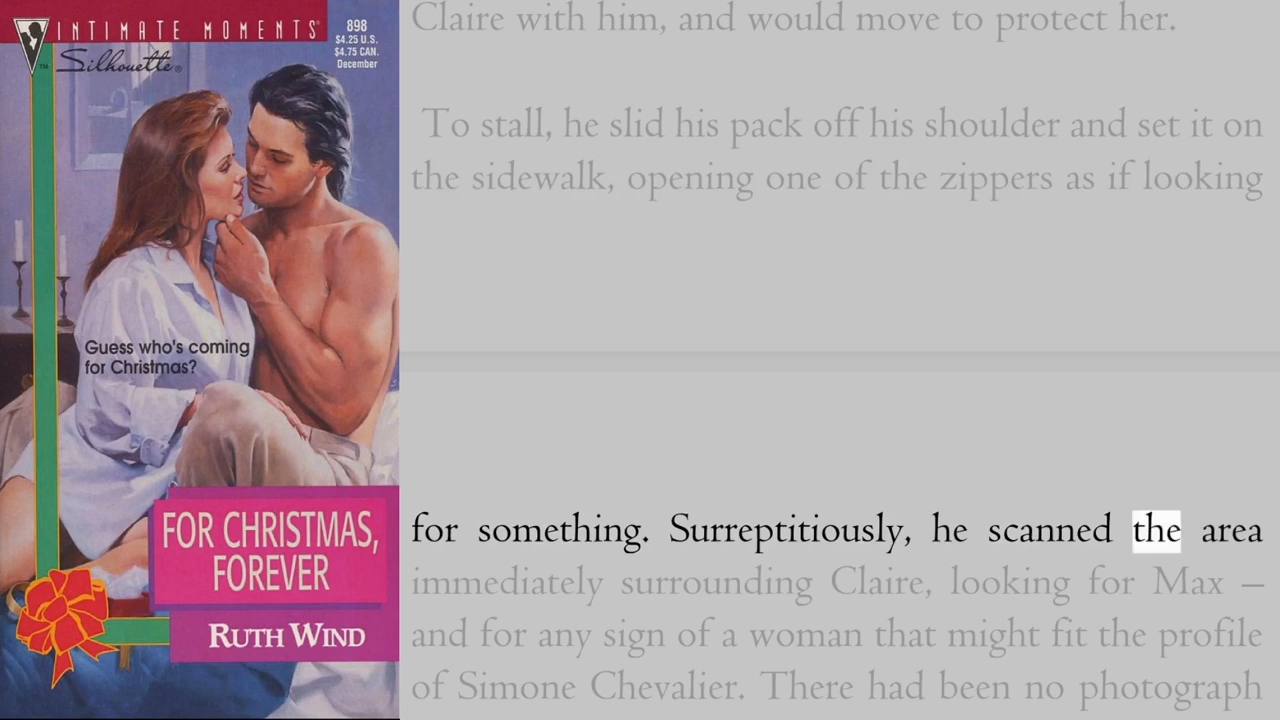 INTIMATE MOMENTS®
898
$4.25 U.S.
$4.75 CAN.
December
™
Silhouette®
Guess who's coming
for Christmas?
FOR CHRISTMAS,
FOREVER
RUTH WIND
Claire with him, and would move to protect her.
To stall, he slid his pack off his shoulder and set it on
the sidewalk, opening one of the zippers as if looking
for something. Surreptitiously, he scanned the area
immediately surrounding Claire, looking for Max –
and for any sign of a woman that might fit the profile
of Simone Chevalier. There had been no photograph